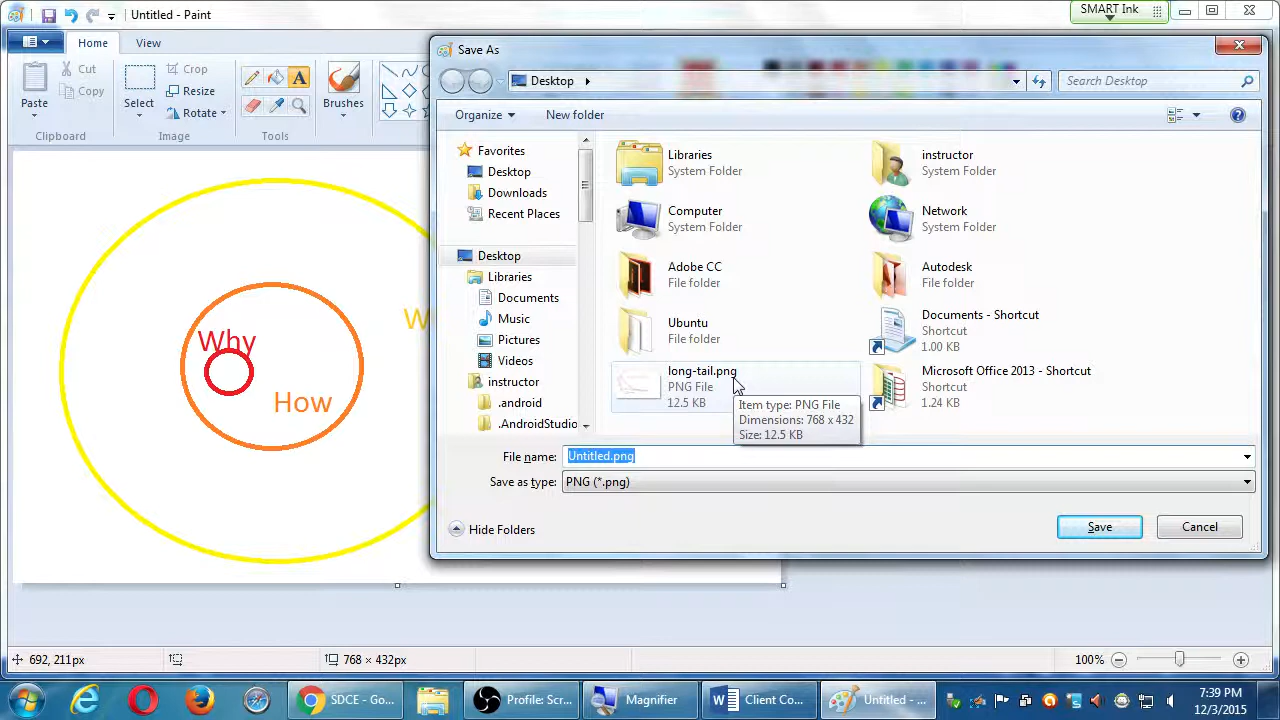 Untitled - Paint
SMART Ink
Home
View
Paste
Cut
Copy
Clipboard
Select
Crop
Resize
Rotate
Image
Tools
Brushes
Why
How
W
Save As
Desktop
Search Desktop
Organize
New folder
Favorites
Desktop
Downloads
Recent Places
Desktop
Libraries
Documents
Music
Pictures
Videos
instructor
.android
.AndroidStudio
Libraries
System Folder
instructor
System Folder
Computer
System Folder
Network
System Folder
Adobe CC
File folder
Autodesk
File folder
Ubuntu
File folder
Documents - Shortcut
Shortcut
1.00 KB
long-tail.png
PNG File
12.5 KB
Microsoft Office 2013 - Shortcut
Shortcut
1.24 KB
Item type: PNG File
Dimensions: 768 x 432
Size: 12.5 KB
File name:
Untitled.png
Save as type:
PNG (*.png)
Hide Folders
Save
Cancel
692, 211px
768 × 432px
100%
SDCE - Go...
Profile: Scr...
Magnifier
Client Co...
Untitled - ...
7:39 PM
12/3/2015